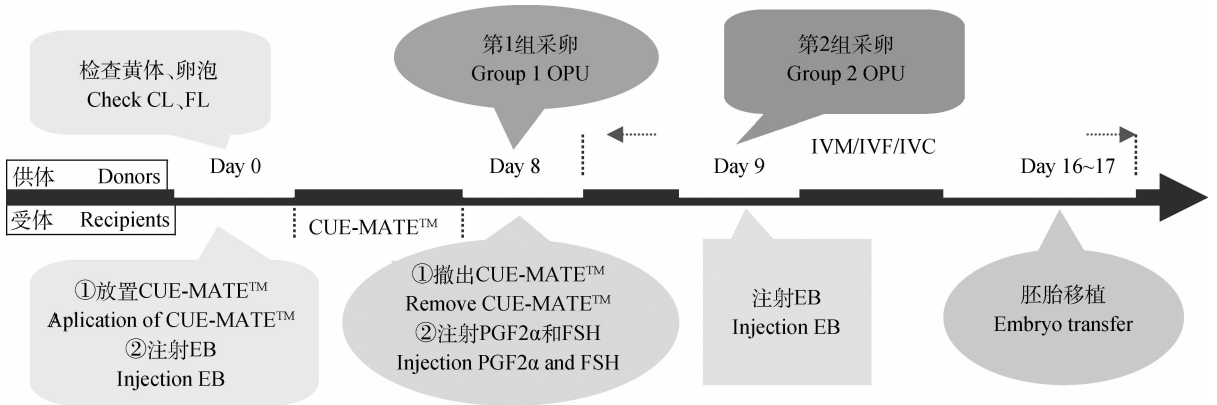 检查黄体、卵泡
Check CL、FL
第1组采卵
Group 1 OPU
第2组采卵
Group 2 OPU
IVM/IVF/IVC
供体 Donors
Day 0
Day 8
Day 9
Day 16~17
受体 Recipients
CUE-MATE™
①放置CUE-MATE™
Aplication of CUE-MATE™
②注射EB
Injection EB
①撤出CUE-MATE™
Remove CUE-MATE™
②注射PGF2α和FSH
Injection PGF2α and FSH
注射EB
Injection EB
胚胎移植
Embryo transfer